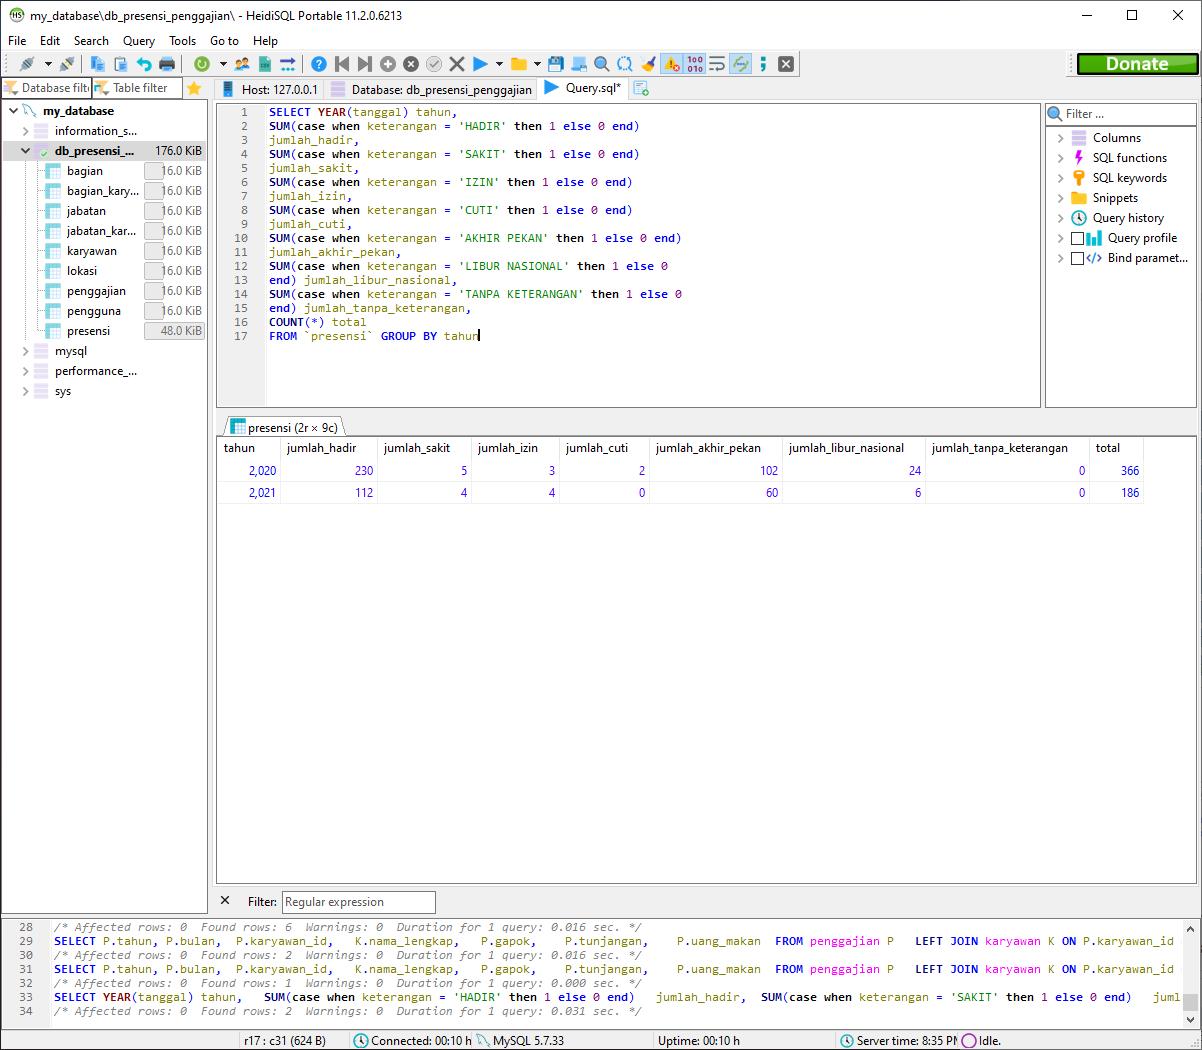 my_database\db_presensi_penggajian\ - HeidiSQL Portable 11.2.0.6213
File Edit Search Query Tools Go to Help
Donate
Database filt Table filter Host: 127.0.0.1 Database: db_presensi_penggajian Query.sql*
my_database
information_s...
db_presensi_... 176.0 KiB
bagian 16.0 KiB
bagian_kary... 16.0 KiB
jabatan 16.0 KiB
jabatan_kar... 16.0 KiB
karyawan 16.0 KiB
lokasi 16.0 KiB
penggajian 16.0 KiB
pengguna 16.0 KiB
presensi 48.0 KiB
mysql
performance_...
sys
1 SELECT YEAR(tanggal) tahun,
2 SUM(case when keterangan = 'HADIR' then 1 else 0 end)
3 jumlah_hadir,
4 SUM(case when keterangan = 'SAKIT' then 1 else 0 end)
5 jumlah_sakit,
6 SUM(case when keterangan = 'IZIN' then 1 else 0 end)
7 jumlah_izin,
8 SUM(case when keterangan = 'CUTI' then 1 else 0 end)
9 jumlah_cuti,
10 SUM(case when keterangan = 'AKHIR PEKAN' then 1 else 0 end)
11 jumlah_akhir_pekan,
12 SUM(case when keterangan = 'LIBUR NASIONAL' then 1 else 0
13 end) jumlah_libur_nasional,
14 SUM(case when keterangan = 'TANPA KETERANGAN' then 1 else 0
15 end) jumlah_tanpa_keterangan,
16 COUNT(*) total
17 FROM `presensi` GROUP BY tahun
Filter ...
Columns
SQL functions
SQL keywords
Snippets
Query history
Query profile
Bind paramet...
presensi (2r × 9c)
tahun jumlah_hadir jumlah_sakit jumlah_izin jumlah_cuti jumlah_akhir_pekan jumlah_libur_nasional jumlah_tanpa_keterangan total
2,020 230 5 3 2 102 24 0 366
2,021 112 4 4 0 60 6 0 186
Filter: Regular expression
28 /* Affected rows: 0 Found rows: 6 Warnings: 0 Duration for 1 query: 0.016 sec. */
29 SELECT P.tahun, P.bulan, P.karyawan_id, K.nama_lengkap, P.gapok, P.tunjangan, P.uang_makan FROM penggajian P LEFT JOIN karyawan K ON P.karyawan_id
30 /* Affected rows: 0 Found rows: 2 Warnings: 0 Duration for 1 query: 0.016 sec. */
31 SELECT P.tahun, P.bulan, P.karyawan_id, K.nama_lengkap, P.gapok, P.tunjangan, P.uang_makan FROM penggajian P LEFT JOIN karyawan K ON P.karyawan_id
32 /* Affected rows: 0 Found rows: 1 Warnings: 0 Duration for 1 query: 0.000 sec. */
33 SELECT YEAR(tanggal) tahun, SUM(case when keterangan = 'HADIR' then 1 else 0 end) jumlah_hadir, SUM(case when keterangan = 'SAKIT' then 1 else 0 end) juml
34 /* Affected rows: 0 Found rows: 2 Warnings: 0 Duration for 1 query: 0.031 sec. */
r17 : c31 (624 B) Connected: 00:10 h MySQL 5.7.33 Uptime: 00:10 h Server time: 8:35 PM Idle.